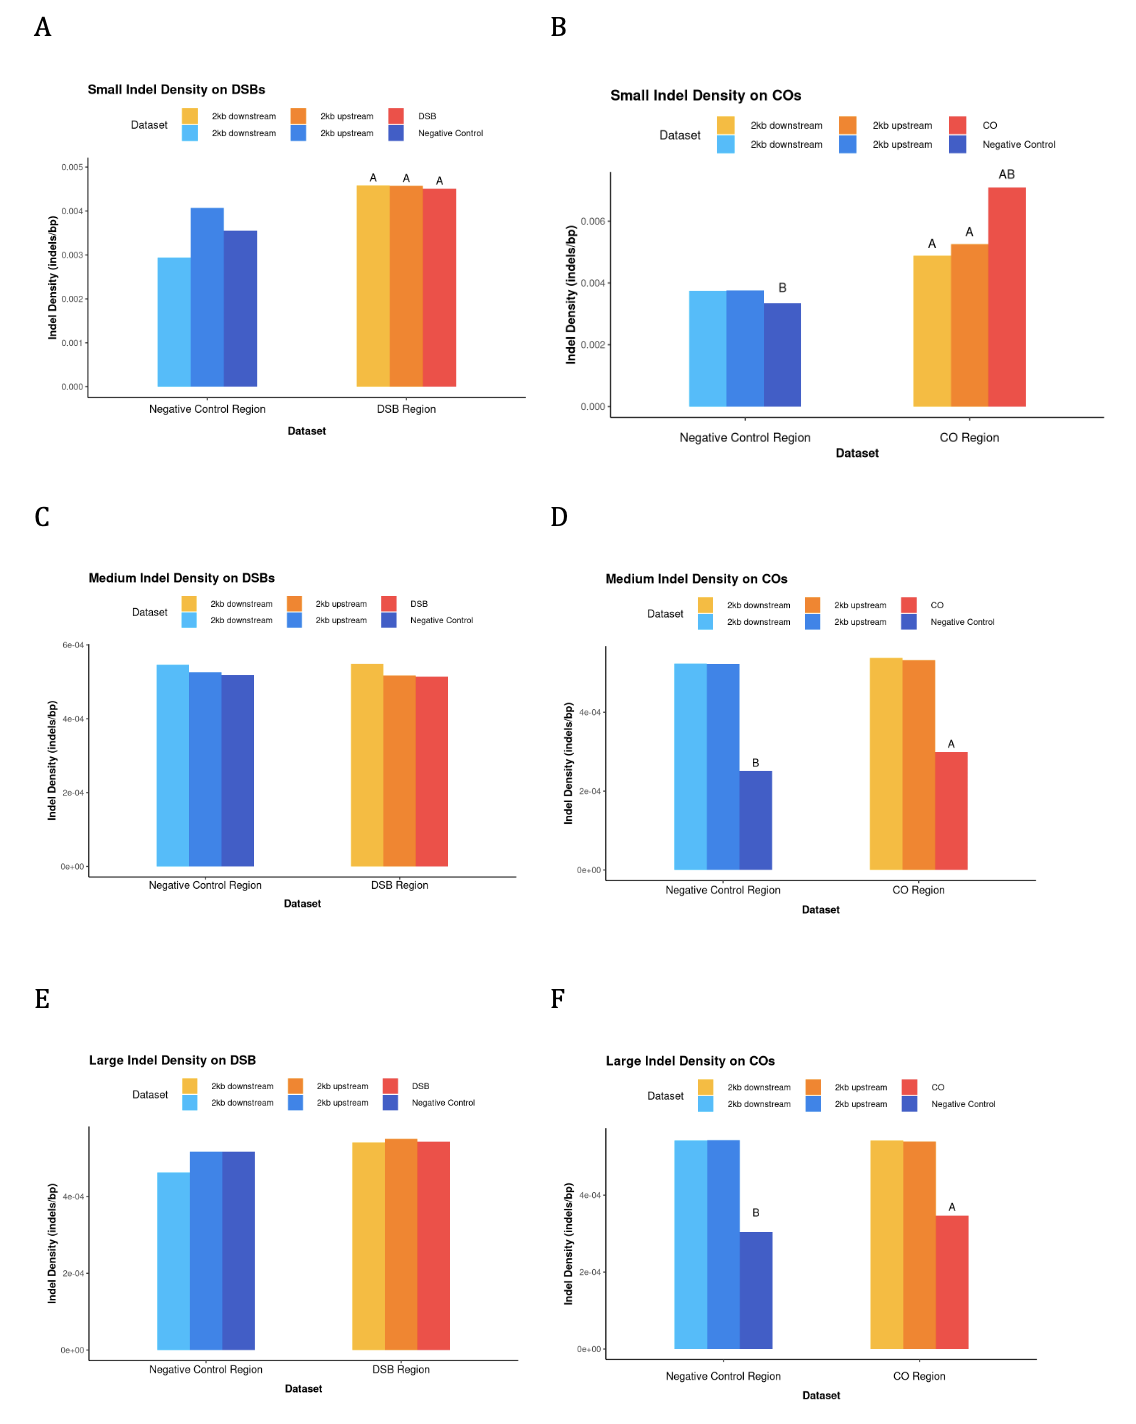 A
Small Indel Density on DSBs
Dataset
2kb downstream 2kb upstream DSB
2kb downstream 2kb upstream Negative Control
Indel Density (indels/bp)
0.005
0.004
0.003
0.002
0.001
0.000
A A A
Negative Control Region DSB Region
Dataset
B
Small Indel Density on COs
Dataset
2kb downstream 2kb upstream CO
2kb downstream 2kb upstream Negative Control
Indel Density (indels/bp)
0.006
0.004
0.002
0.000
B A A AB
Negative Control Region CO Region
Dataset
C
Medium Indel Density on DSBs
Dataset
2kb downstream 2kb upstream DSB
2kb downstream 2kb upstream Negative Control
Indel Density (indels/bp)
6e-04
4e-04
2e-04
0e+00
Negative Control Region DSB Region
Dataset
D
Medium Indel Density on COs
Dataset
2kb downstream 2kb upstream CO
2kb downstream 2kb upstream Negative Control
Indel Density (indels/bp)
4e-04
2e-04
0e+00
B A
Negative Control Region CO Region
Dataset
E
Large Indel Density on DSB
Dataset
2kb downstream 2kb upstream DSB
2kb downstream 2kb upstream Negative Control
Indel Density (indels/bp)
4e-04
2e-04
0e+00
Negative Control Region DSB Region
Dataset
F
Large Indel Density on COs
Dataset
2kb downstream 2kb upstream CO
2kb downstream 2kb upstream Negative Control
Indel Density (indels/bp)
4e-04
2e-04
0e+00
B A
Negative Control Region CO Region
Dataset